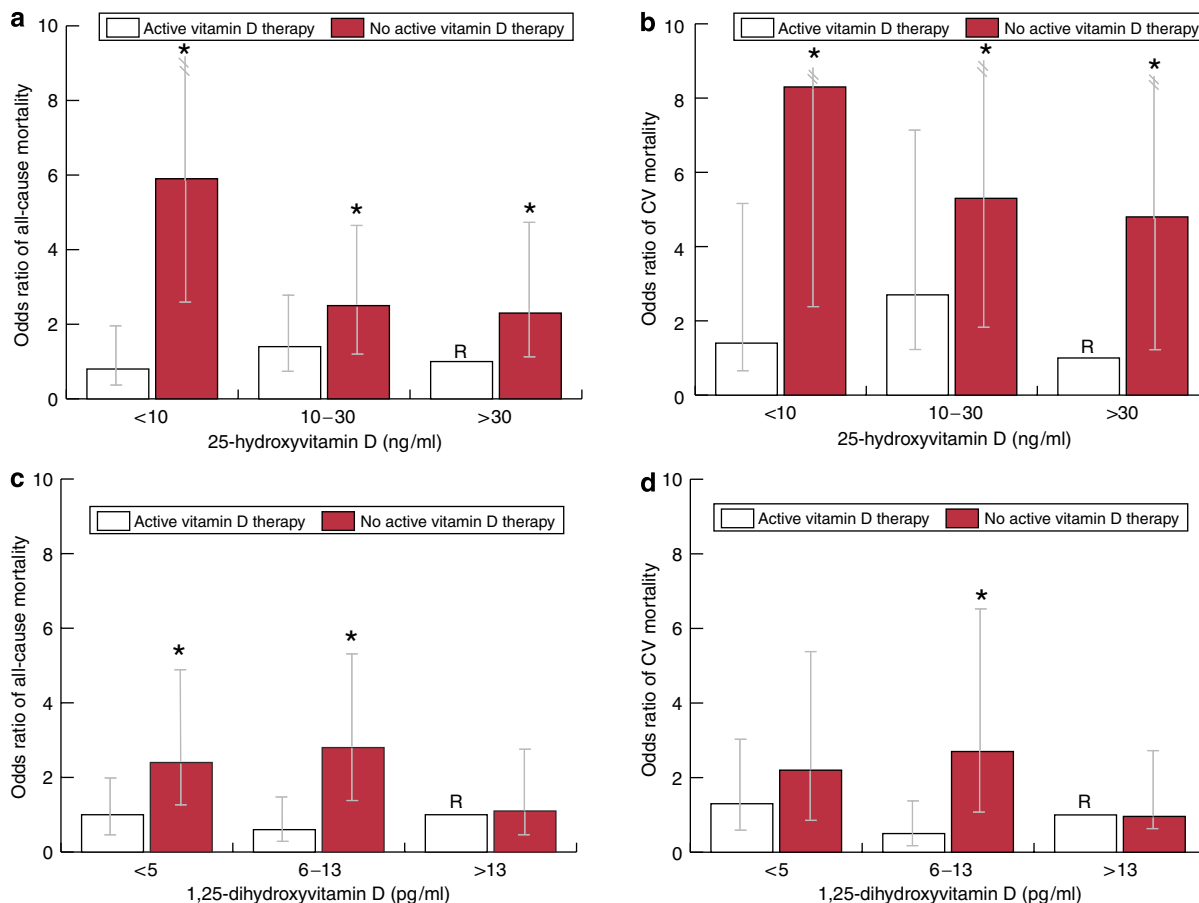 a
Active vitamin D therapy No active vitamin D therapy
10
8
6
4
2
0
Odds ratio of all-cause mortality
*
*
*
R
<10 10–30 >30
25-hydroxyvitamin D (ng/ml)
b
Active vitamin D therapy No active vitamin D therapy
10
8
6
4
2
0
Odds ratio of CV mortality
*
*
*
R
<10 10–30 >30
25-hydroxyvitamin D (ng/ml)
c
Active vitamin D therapy No active vitamin D therapy
10
8
6
4
2
0
Odds ratio of all-cause mortality
*
*
R
<5 6–13 >13
1,25-dihydroxyvitamin D (pg/ml)
d
Active vitamin D therapy No active vitamin D therapy
10
8
6
4
2
0
Odds ratio of CV mortality
*
R
<5 6–13 >13
1,25-dihydroxyvitamin D (pg/ml)